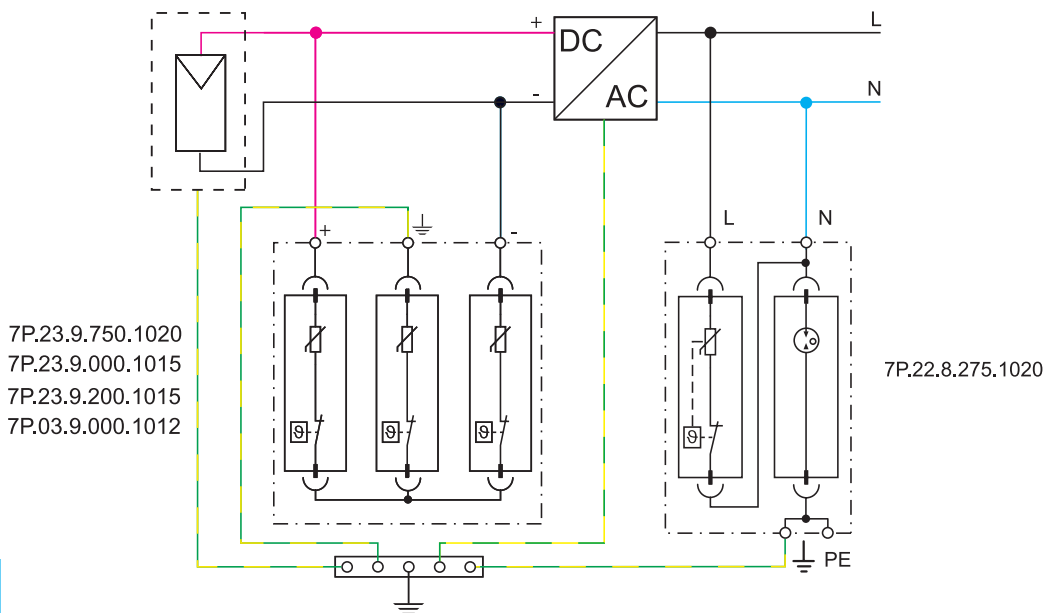 +
L
DC
-
AC
N
+
-
L
N
7P.23.9.750.1020
7P.23.9.000.1015
7P.23.9.200.1015
7P.03.9.000.1012
7P.22.8.275.1020
ϑ
ϑ
ϑ
ϑ
PE